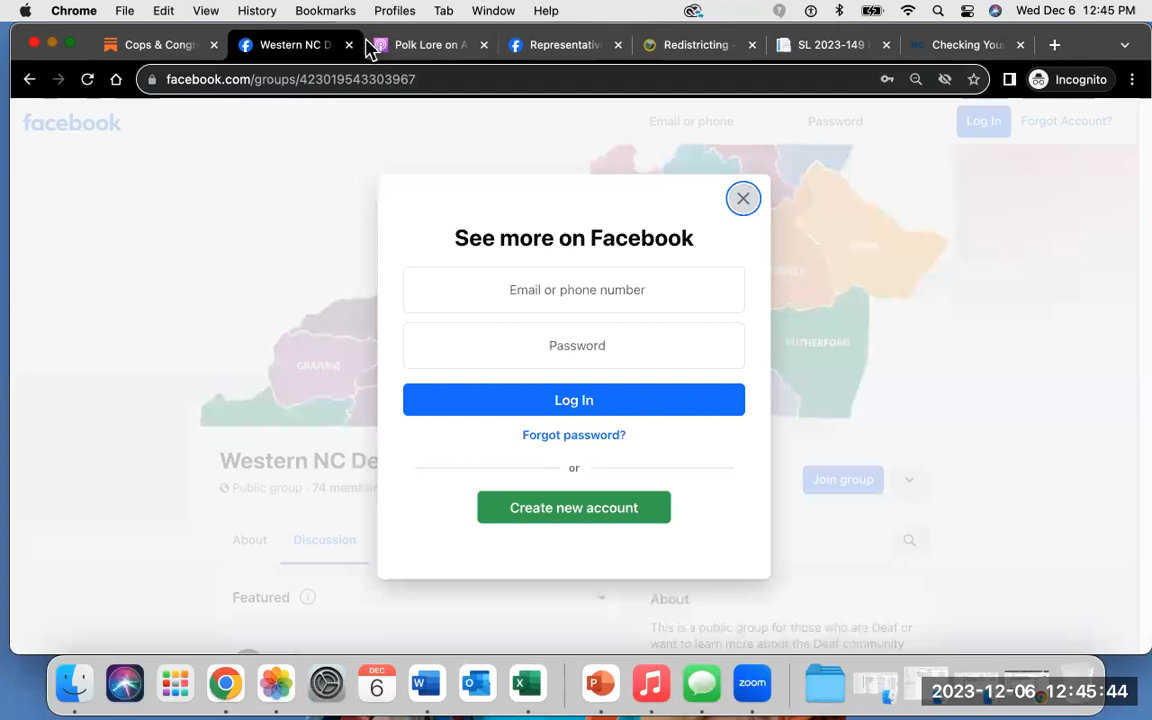 Chrome File Edit View History Bookmarks Profiles Tab Window Help Wed Dec 6 12:45 PM
Cops & Congr Western NC D Polk Lore on A Representativ Redistricting - SL 2023-149 Checking You
facebook.com/groups/423019543303967 Incognito
facebook Email or phone Password Log In Forgot Account?
See more on Facebook
Email or phone number
GRAHAM RUTHERFORD
Password
Log In
Forgot password?
Western NC De
or
Public group · 74 mem Join group
Create new account
About Discussion
Featured About
This is a public group for those who are Deaf or
want to learn more about the Deaf community
DEC
6 zoom
2023-12-06 12:45:44